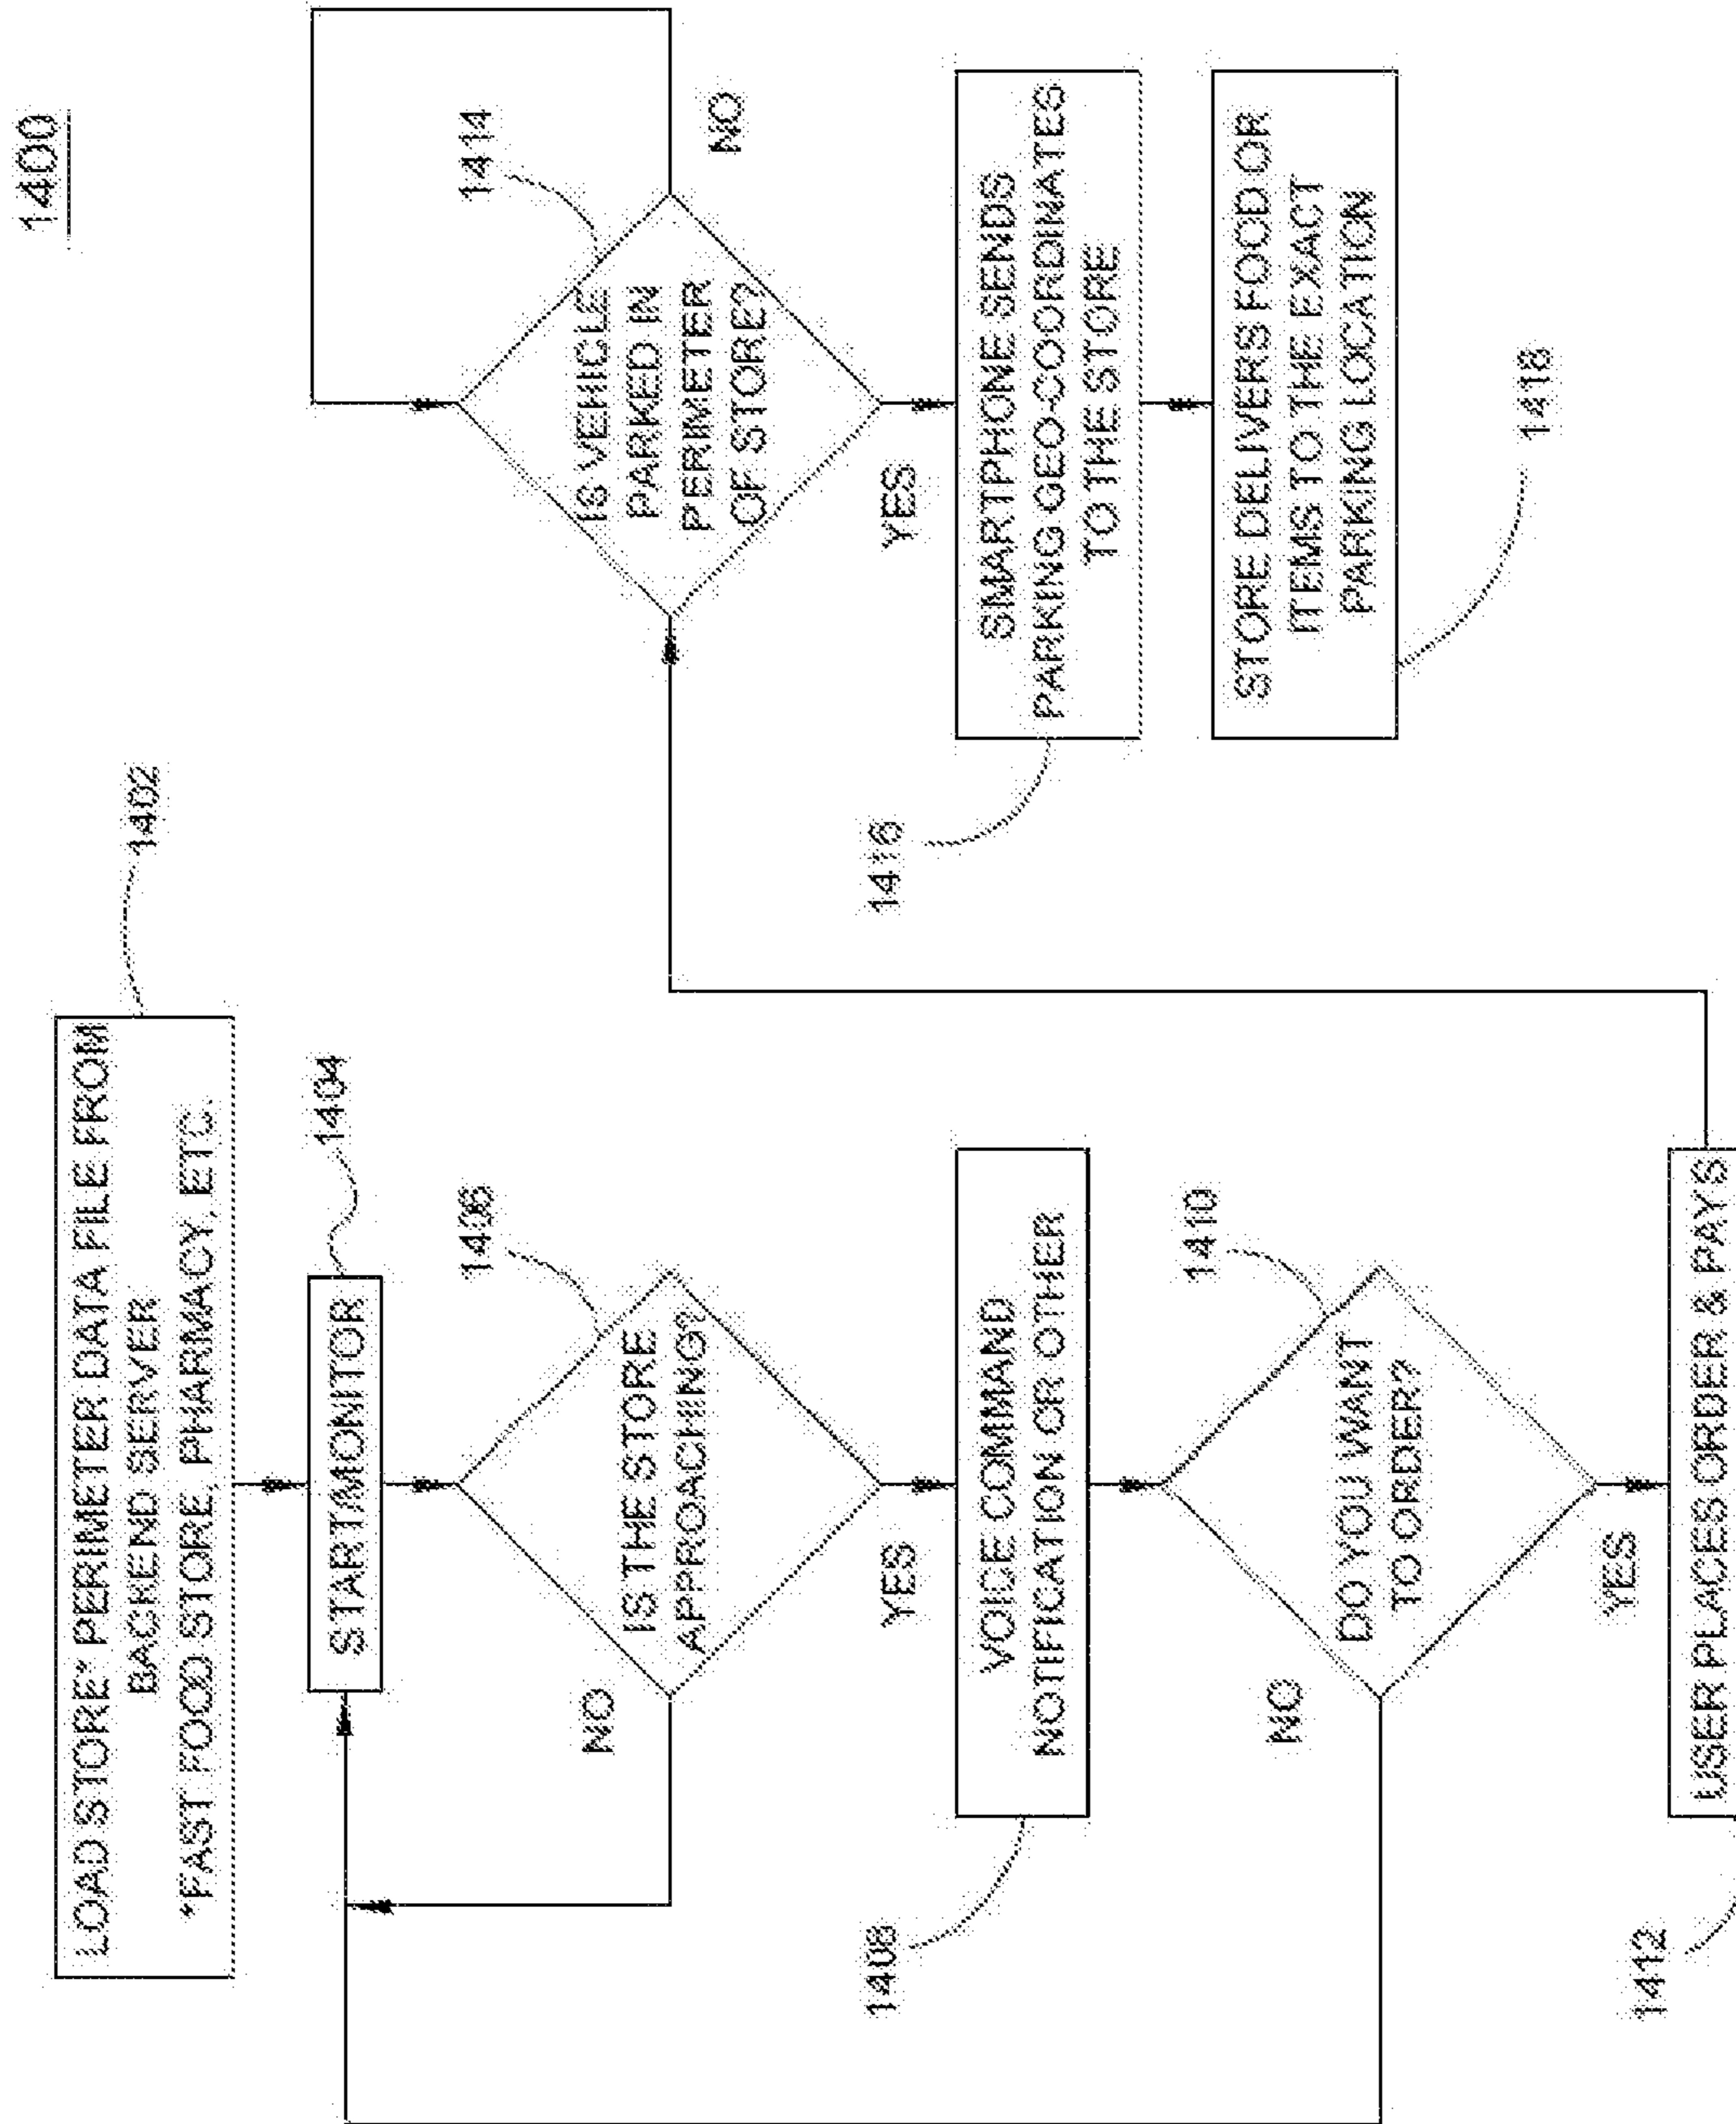 1400
LOAD STORE* PERIMETER DATA FILE FROM
BACKEND SERVER
*FAST FOOD STORE, PHARMACY, ETC.
1402
START/MONITOR
1404
IS THE STORE
APPROACHING?
1406
NO
YES
VOICE COMMAND
NOTIFICATION OR OTHER
1408
DO YOU WANT
TO ORDER?
1410
NO
YES
USER PLACES ORDER & PAYS
1412
IS VEHICLE
PARKED IN
PERIMETER
OF STORE?
1414
NO
YES
SMARTPHONE SENDS
PARKING GEO-COORDINATES
TO THE STORE
1416
STORE DELIVERS FOOD OR
ITEMS TO THE EXACT
PARKING LOCATION
1418